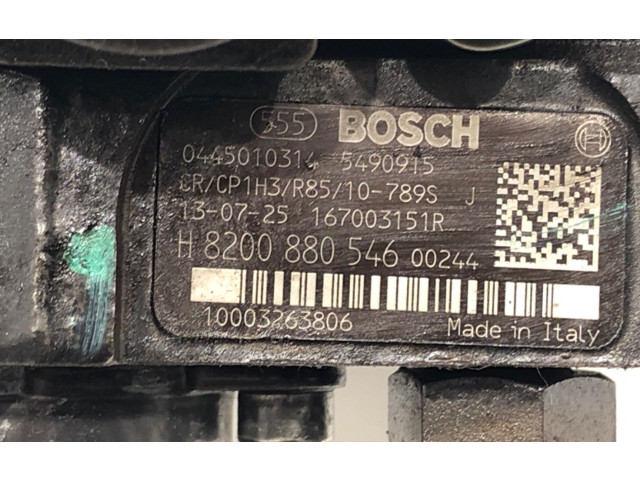 555 BOSCH
0445010314 5490915
CR/CP1H3/R85/10-789S J
13-07-25 167003151R
H 8200 880 546 00244
10003263806 Made in Italy